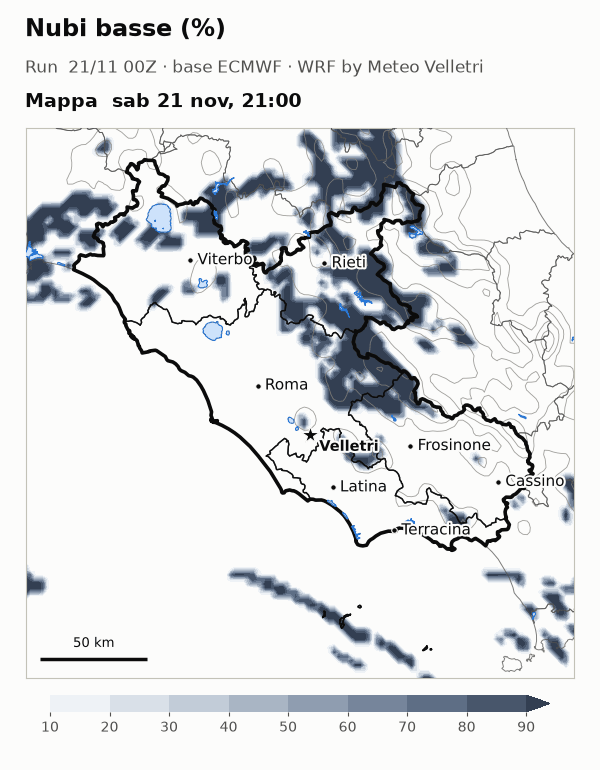 Nubi basse (%)
Run  21/11 00Z · base ECMWF · WRF by Meteo Velletri
Mappa  sab 21 nov, 21:00
Viterbo
Rieti
Roma
Velletri
Frosinone
Cassino
Latina
Terracina
50 km
10 20 30 40 50 60 70 80 90